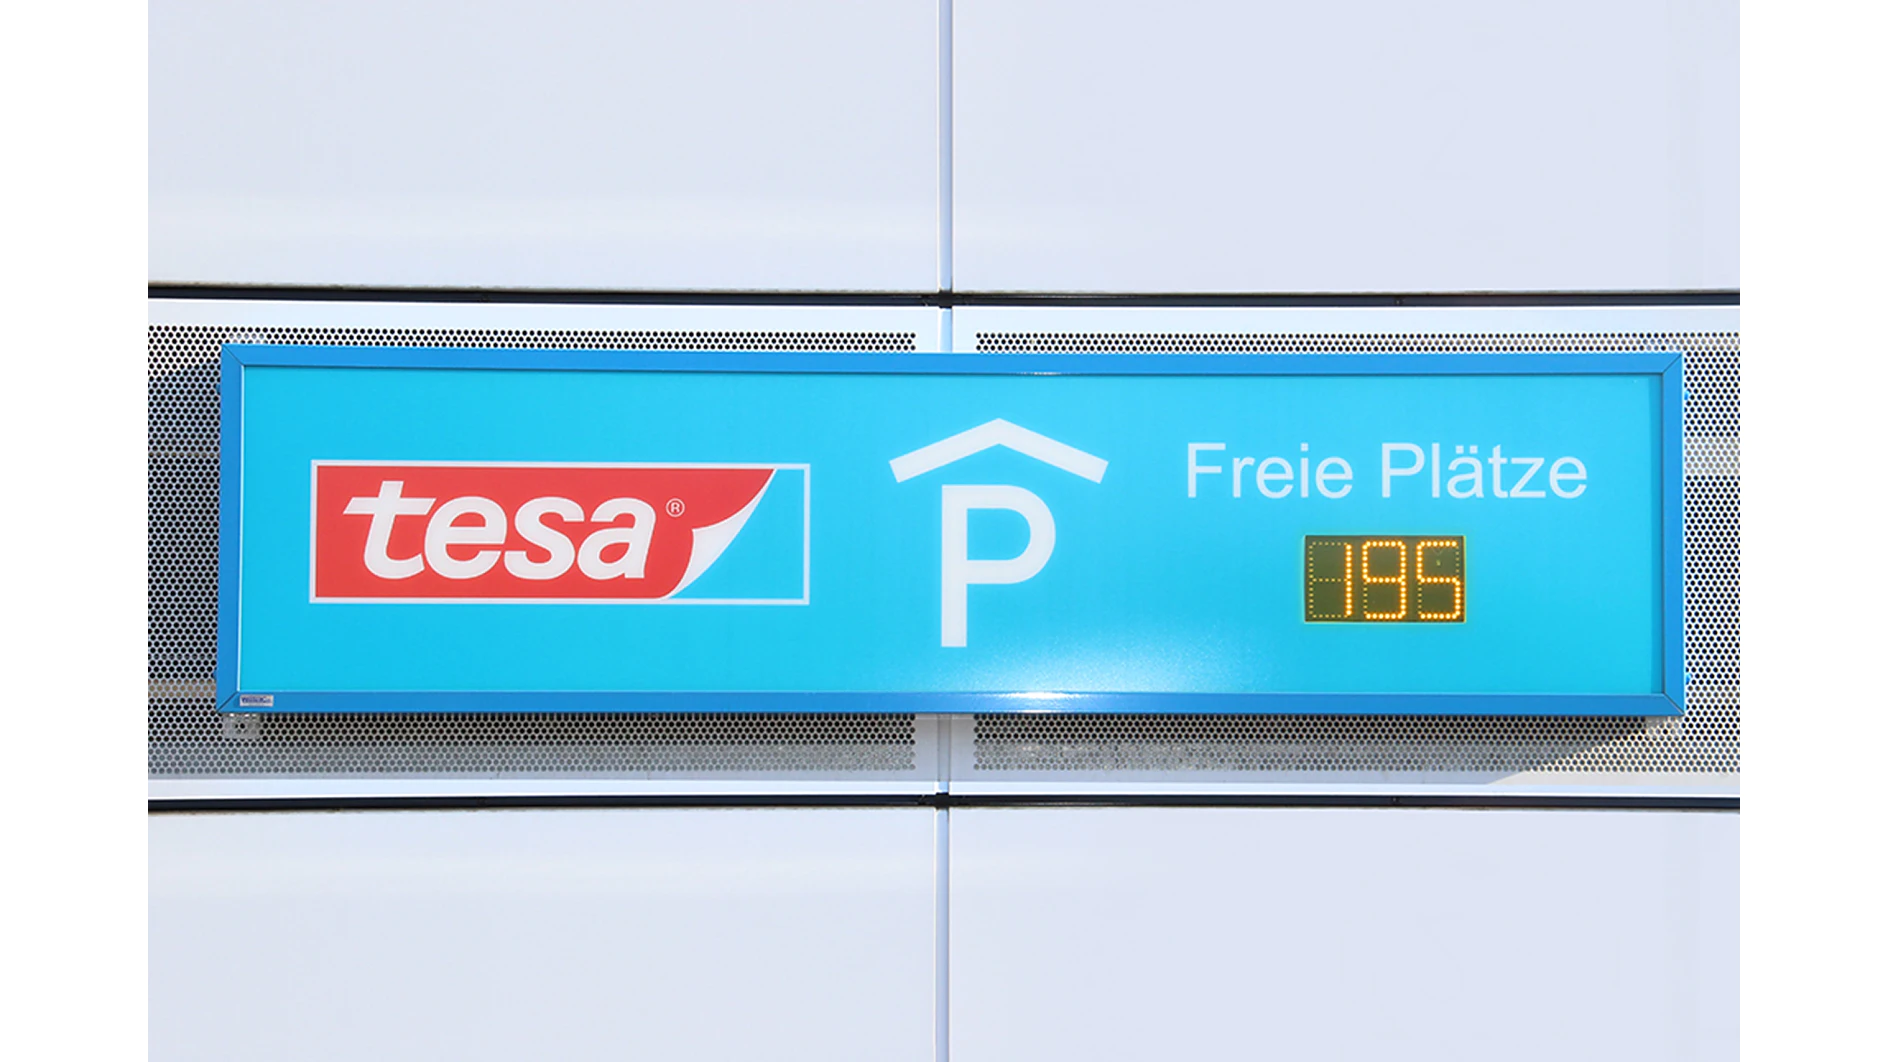 tesa®
P
Freie Plätze
195